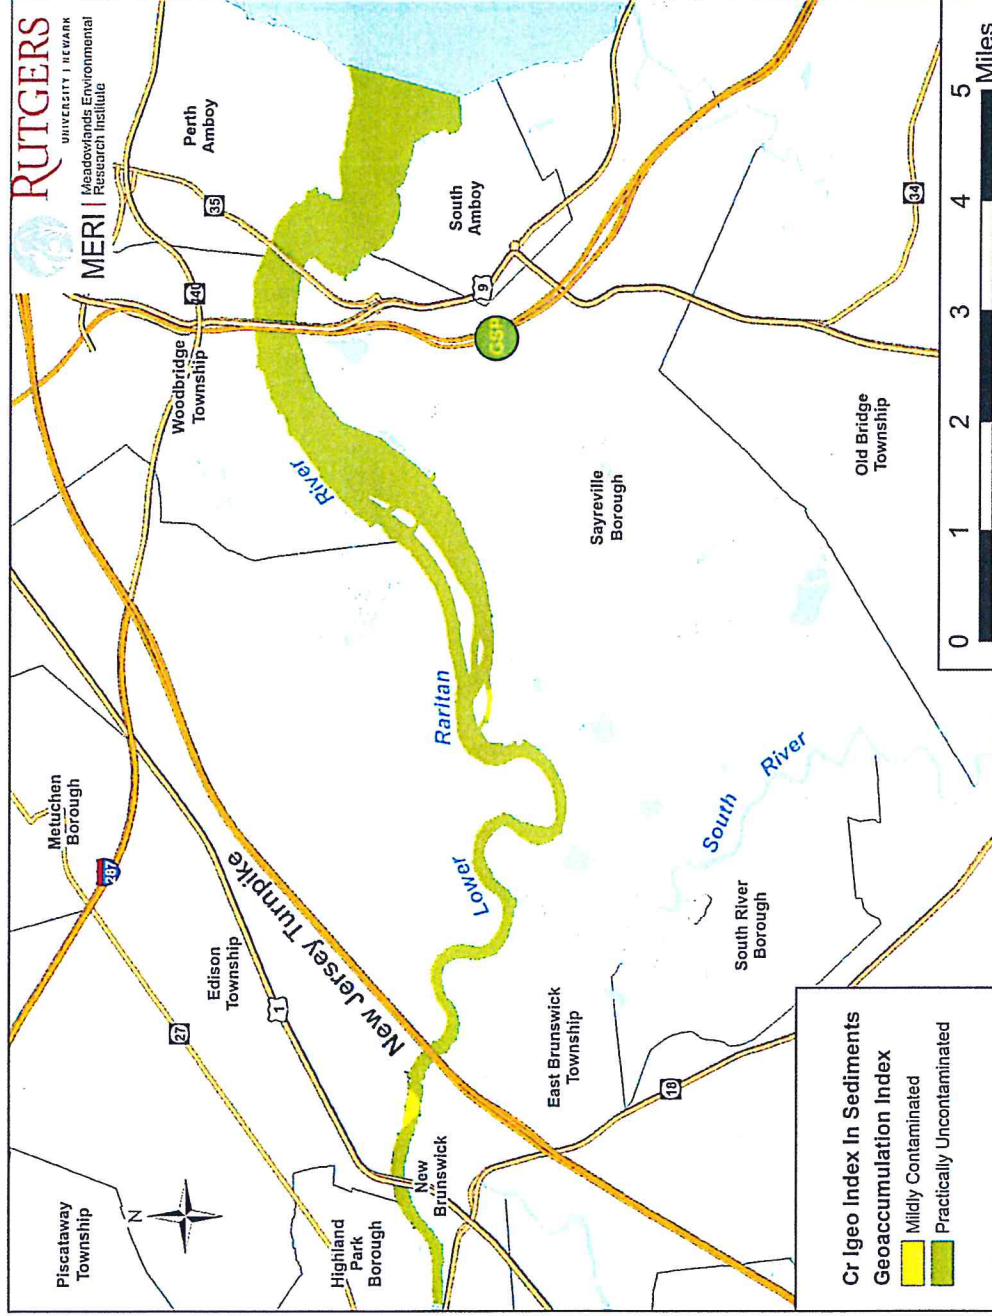 RUTGERS
UNIVERSITY | NEWARK
MERI | Meadowlands Environmental
Research Institute
Piscataway
Township
N
Highland
Park
Borough
New
Brunswick
27
Edison
Township
1
287
Metuchen
Borough
New Jersey Turnpike
Woodbridge
Township
440
35
Perth
Amboy
South
Amboy
9
GSP
Lower
Raritan
River
East Brunswick
Township
18
South River
Borough
South
River
Sayreville
Borough
Old Bridge
Township
34
Cr Igeo Index In Sediments
Geoaccumulation Index
Mildly Contaminated
Practically Uncontaminated
0 1 2 3 4 5
Miles